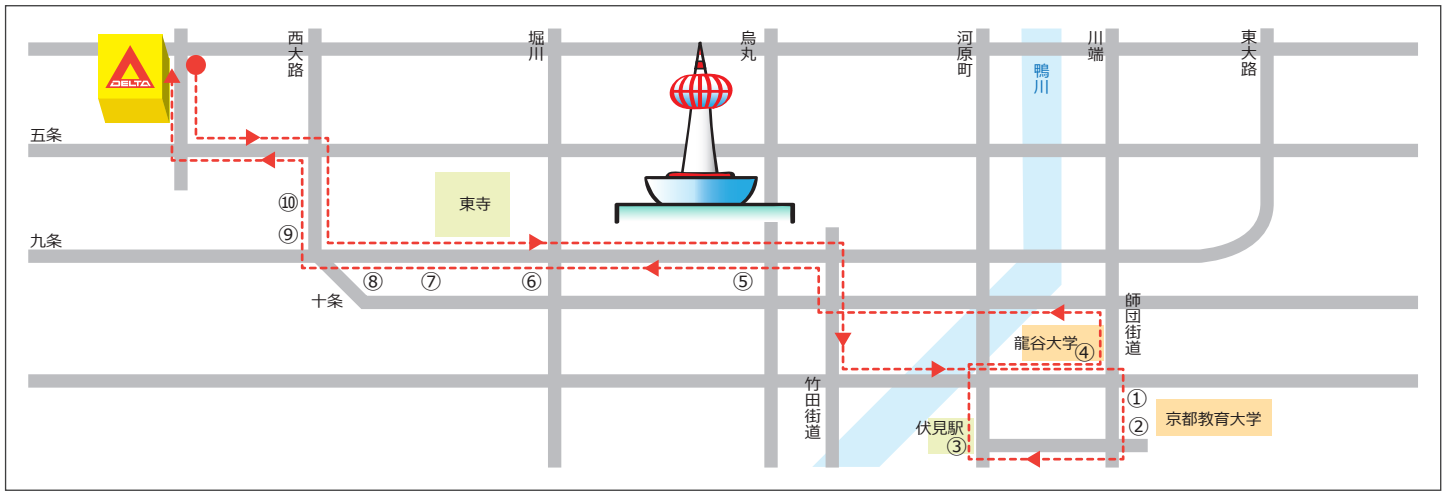 西大路
堀川
烏丸
河原町
川端
東大路
鴨川
DELTA
五条
東寺
⑩
⑨
九条
⑧
⑦
⑥
⑤
十条
師団街道
龍谷大学
④
竹田街道
①
京都教育大学
②
伏見駅
③